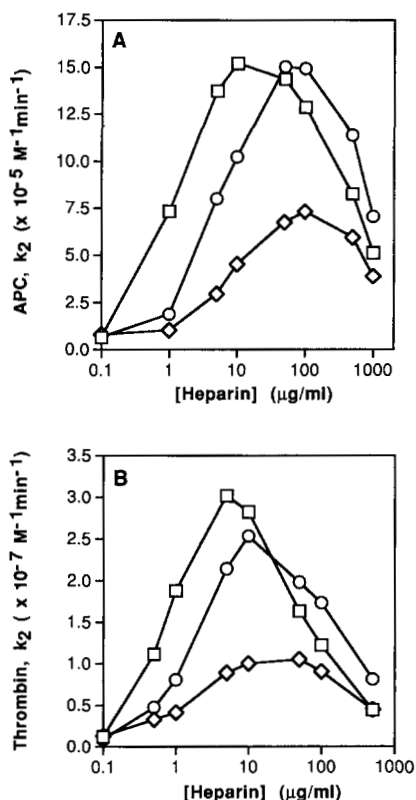 A
17.5
15.0
12.5
10.0
7.5
5.0
2.5
0.0
APC, k₂ (x 10⁻⁵ M⁻¹min⁻¹)
0.1 1 10 100 1000
[Heparin] (μg/ml)
B
3.5
3.0
2.5
2.0
1.5
1.0
0.5
0.0
Thrombin, k₂ ( x 10⁻⁷ M⁻¹min⁻¹)
0.1 1 10 100 1000
[Heparin] (μg/ml)